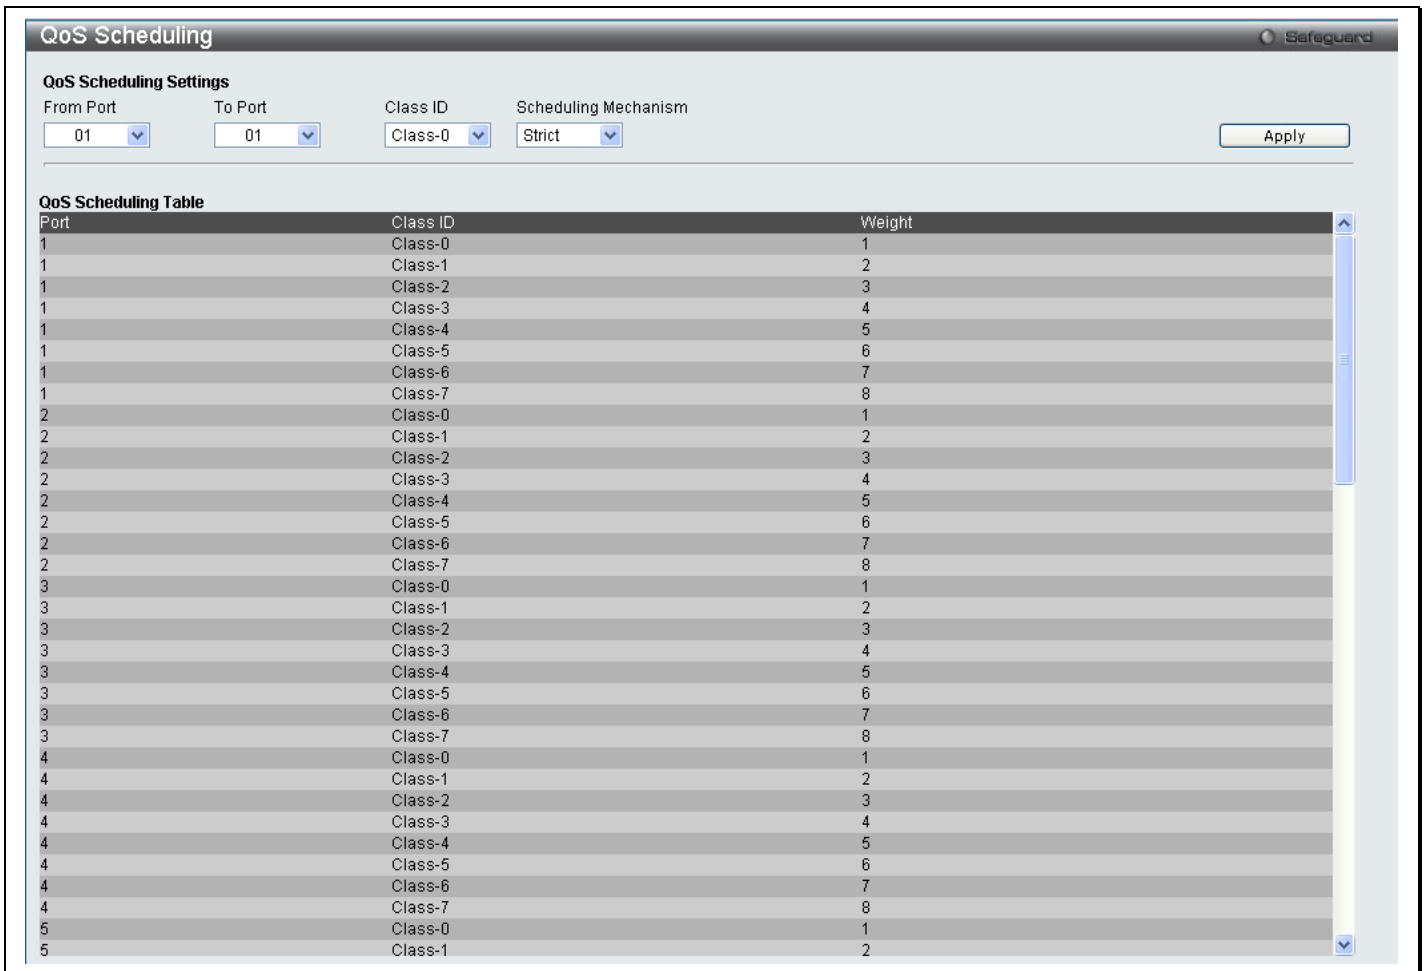 QoS Scheduling
Safeguard
QoS Scheduling Settings
From Port To Port Class ID Scheduling Mechanism
01 01 Class-0 Strict Apply
QoS Scheduling Table
Port Class ID Weight
1 Class-0 1
1 Class-1 2
1 Class-2 3
1 Class-3 4
1 Class-4 5
1 Class-5 6
1 Class-6 7
1 Class-7 8
2 Class-0 1
2 Class-1 2
2 Class-2 3
2 Class-3 4
2 Class-4 5
2 Class-5 6
2 Class-6 7
2 Class-7 8
3 Class-0 1
3 Class-1 2
3 Class-2 3
3 Class-3 4
3 Class-4 5
3 Class-5 6
3 Class-6 7
3 Class-7 8
4 Class-0 1
4 Class-1 2
4 Class-2 3
4 Class-3 4
4 Class-4 5
4 Class-5 6
4 Class-6 7
4 Class-7 8
5 Class-0 1
5 Class-1 2